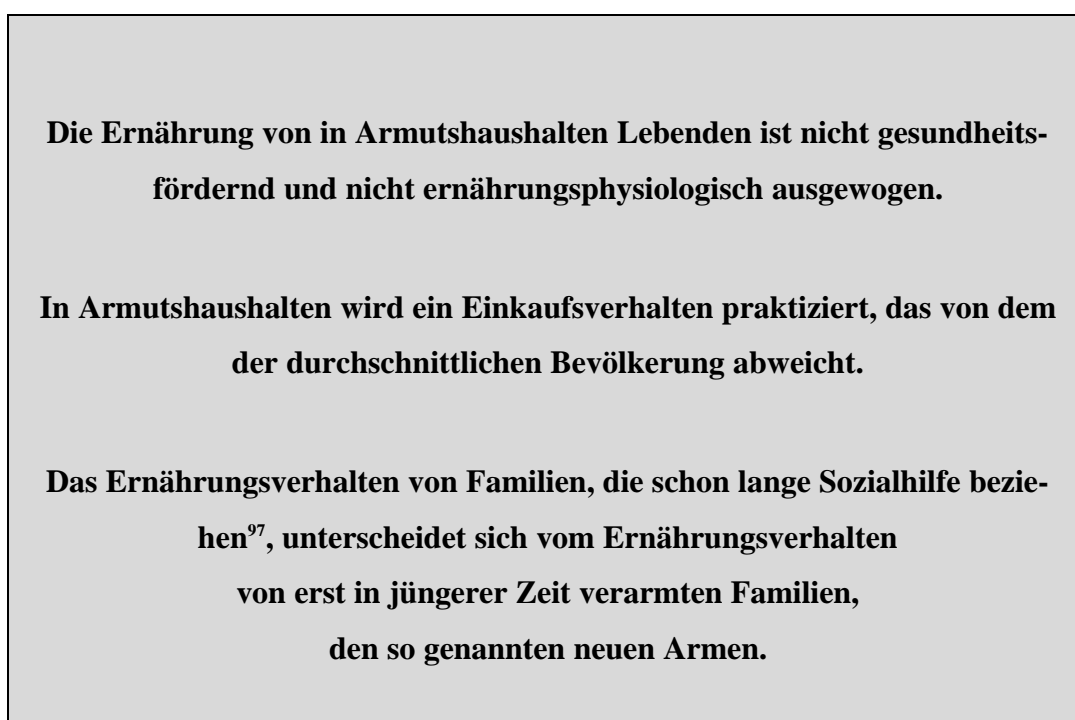 Die Ernährung von in Armutshaushalten Lebenden ist nicht gesundheits-
fördernd und nicht ernährungsphysiologisch ausgewogen.
In Armutshaushalten wird ein Einkaufsverhalten praktiziert, das von dem
der durchschnittlichen Bevölkerung abweicht.
Das Ernährungsverhalten von Familien, die schon lange Sozialhilfe bezie-
hen⁹⁷, unterscheidet sich vom Ernährungsverhalten
von erst in jüngerer Zeit verarmten Familien,
den so genannten neuen Armen.